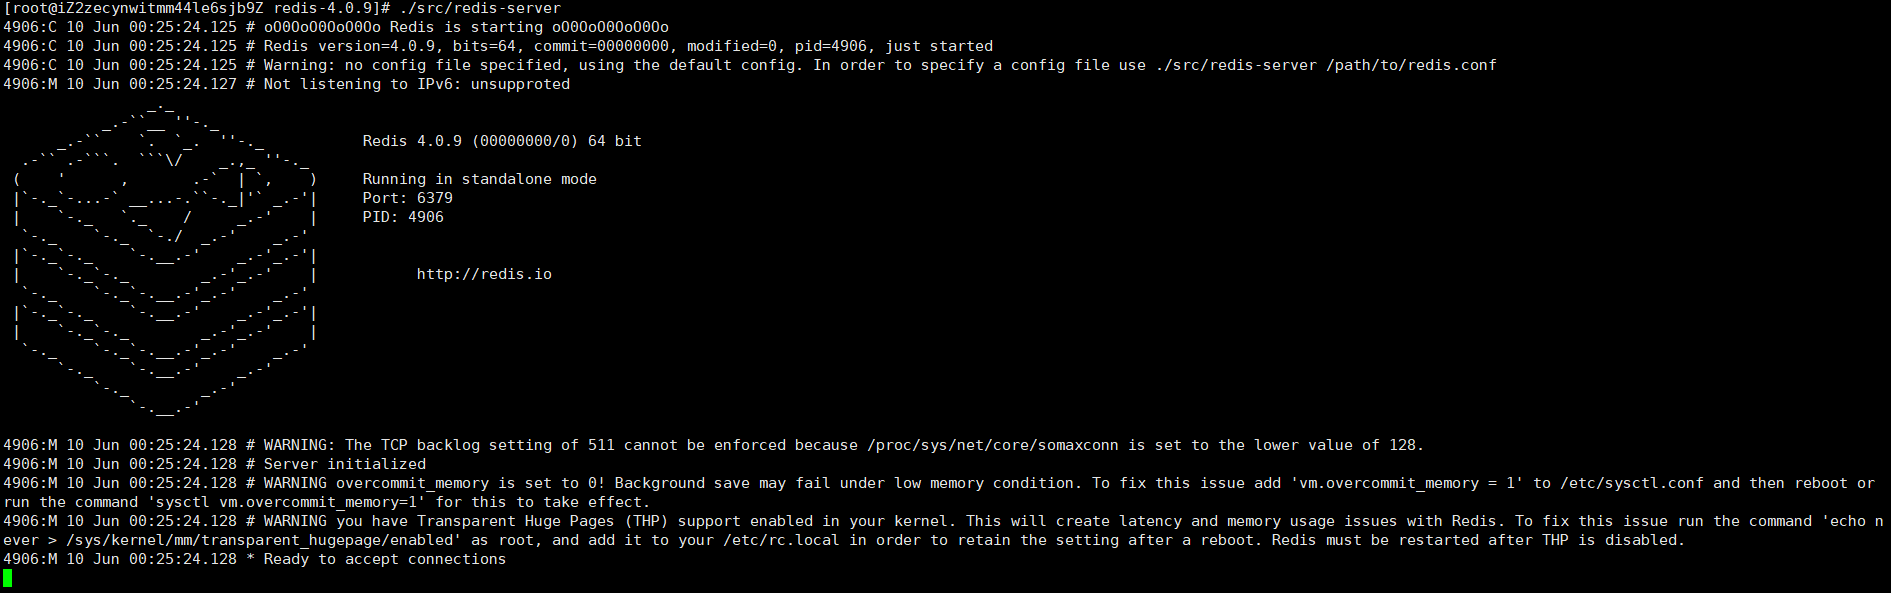 [root@iZ2zecynwitmm44le6sjb9Z redis-4.0.9]# ./src/redis-server
4906:C 10 Jun 00:25:24.125 # oO0OoO0OoO0Oo Redis is starting oO0OoO0OoO0Oo
4906:C 10 Jun 00:25:24.125 # Redis version=4.0.9, bits=64, commit=00000000, modified=0, pid=4906, just started
4906:C 10 Jun 00:25:24.125 # Warning: no config file specified, using the default config. In order to specify a config file use ./src/redis-server /path/to/redis.conf
4906:M 10 Jun 00:25:24.127 # Not listening to IPv6: unsupproted
Redis 4.0.9 (00000000/0) 64 bit
Running in standalone mode
Port: 6379
PID: 4906
http://redis.io
4906:M 10 Jun 00:25:24.128 # WARNING: The TCP backlog setting of 511 cannot be enforced because /proc/sys/net/core/somaxconn is set to the lower value of 128.
4906:M 10 Jun 00:25:24.128 # Server initialized
4906:M 10 Jun 00:25:24.128 # WARNING overcommit_memory is set to 0! Background save may fail under low memory condition. To fix this issue add 'vm.overcommit_memory = 1' to /etc/sysctl.conf and then reboot or
run the command 'sysctl vm.overcommit_memory=1' for this to take effect.
4906:M 10 Jun 00:25:24.128 # WARNING you have Transparent Huge Pages (THP) support enabled in your kernel. This will create latency and memory usage issues with Redis. To fix this issue run the command 'echo n
ever > /sys/kernel/mm/transparent_hugepage/enabled' as root, and add it to your /etc/rc.local in order to retain the setting after a reboot. Redis must be restarted after THP is disabled.
4906:M 10 Jun 00:25:24.128 * Ready to accept connections